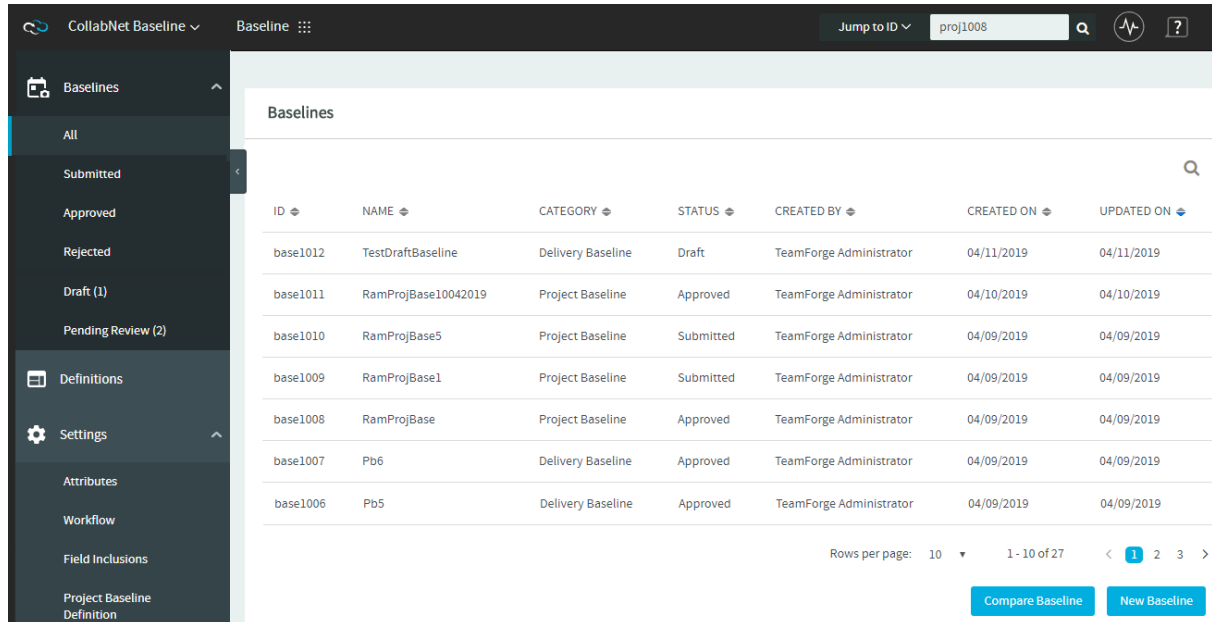 CollabNet Baseline
Baseline
Jump to ID
proj1008
?
Baselines
All
Submitted
Approved
Rejected
Draft (1)
Pending Review (2)
Definitions
Settings
Attributes
Workflow
Field Inclusions
Project Baseline
Definition
Baselines
ID NAME CATEGORY STATUS CREATED BY CREATED ON UPDATED ON
base1012 TestDraftBaseline Delivery Baseline Draft TeamForge Administrator 04/11/2019 04/11/2019
base1011 RamProjBase10042019 Project Baseline Approved TeamForge Administrator 04/10/2019 04/10/2019
base1010 RamProjBase5 Project Baseline Submitted TeamForge Administrator 04/09/2019 04/09/2019
base1009 RamProjBase1 Project Baseline Submitted TeamForge Administrator 04/09/2019 04/09/2019
base1008 RamProjBase Project Baseline Approved TeamForge Administrator 04/09/2019 04/09/2019
base1007 Pb6 Delivery Baseline Approved TeamForge Administrator 04/09/2019 04/09/2019
base1006 Pb5 Delivery Baseline Approved TeamForge Administrator 04/09/2019 04/09/2019
Rows per page: 10 1 - 10 of 27 < 1 2 3 >
Compare Baseline New Baseline